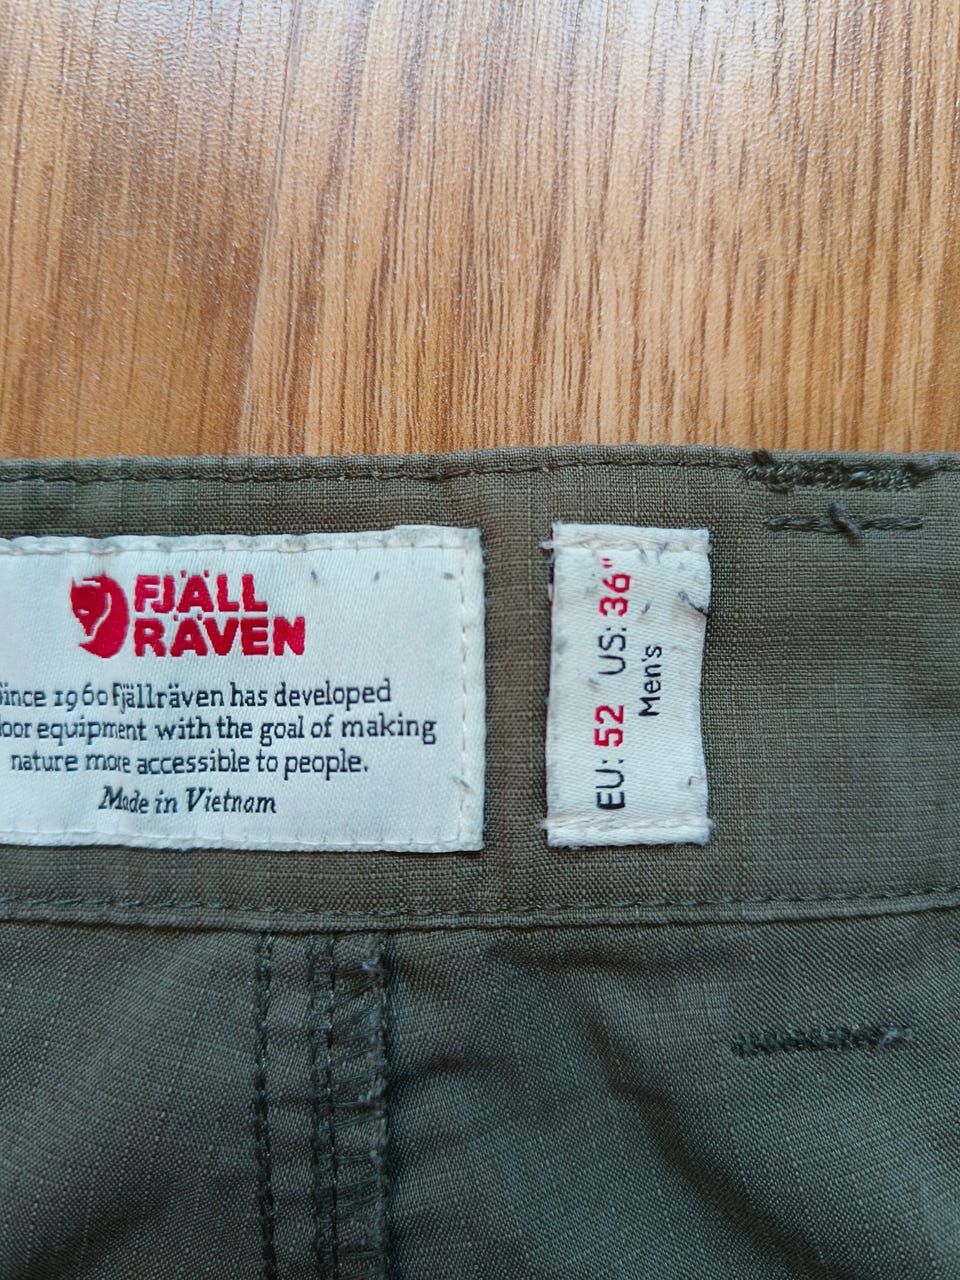 FJÄLL
RÄVEN
Since 1960 Fjällräven has developed
equipment with the goal of making
nature more accessible to people.
Made in Vietnam
EU: 52 US: 36"
Men's